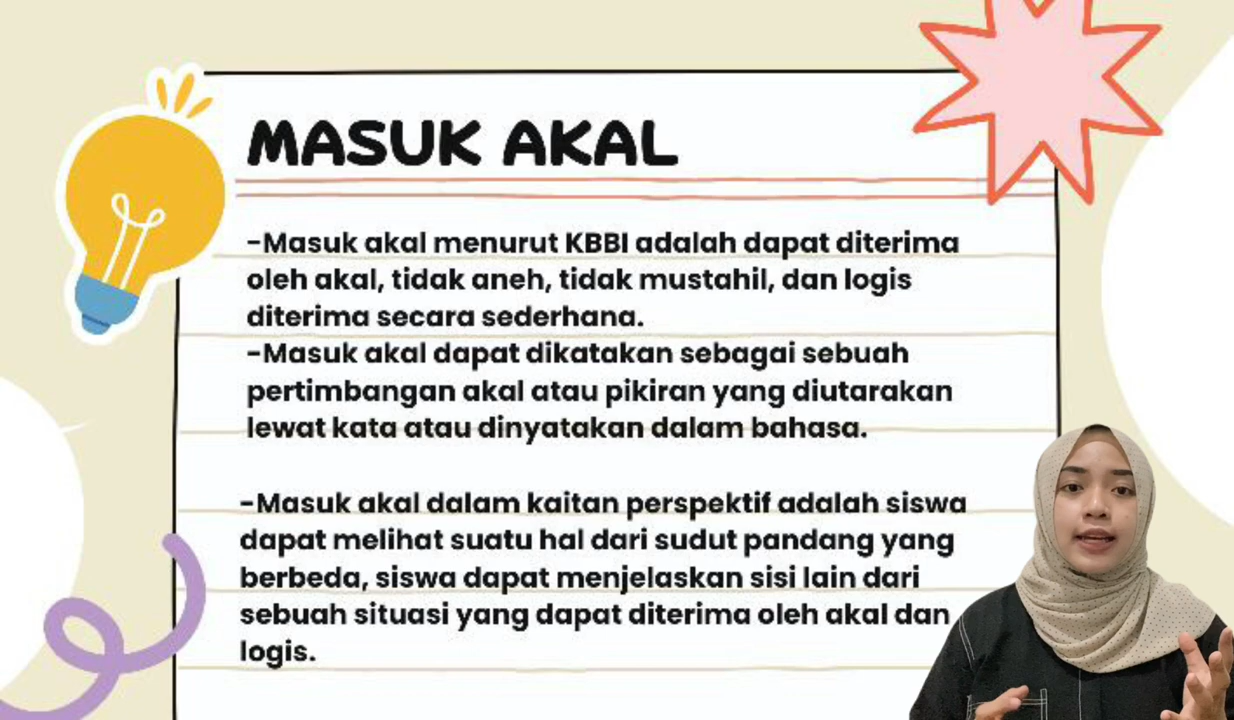 MASUK AKAL
-Masuk akal menurut KBBI adalah dapat diterima
oleh akal, tidak aneh, tidak mustahil, dan logis
diterima secara sederhana.
-Masuk akal dapat dikatakan sebagai sebuah
pertimbangan akal atau pikiran yang diutarakan
lewat kata atau dinyatakan dalam bahasa.
-Masuk akal dalam kaitan perspektif adalah siswa
dapat melihat suatu hal dari sudut pandang yang
berbeda, siswa dapat menjelaskan sisi lain dari
sebuah situasi yang dapat diterima oleh akal dan
logis.